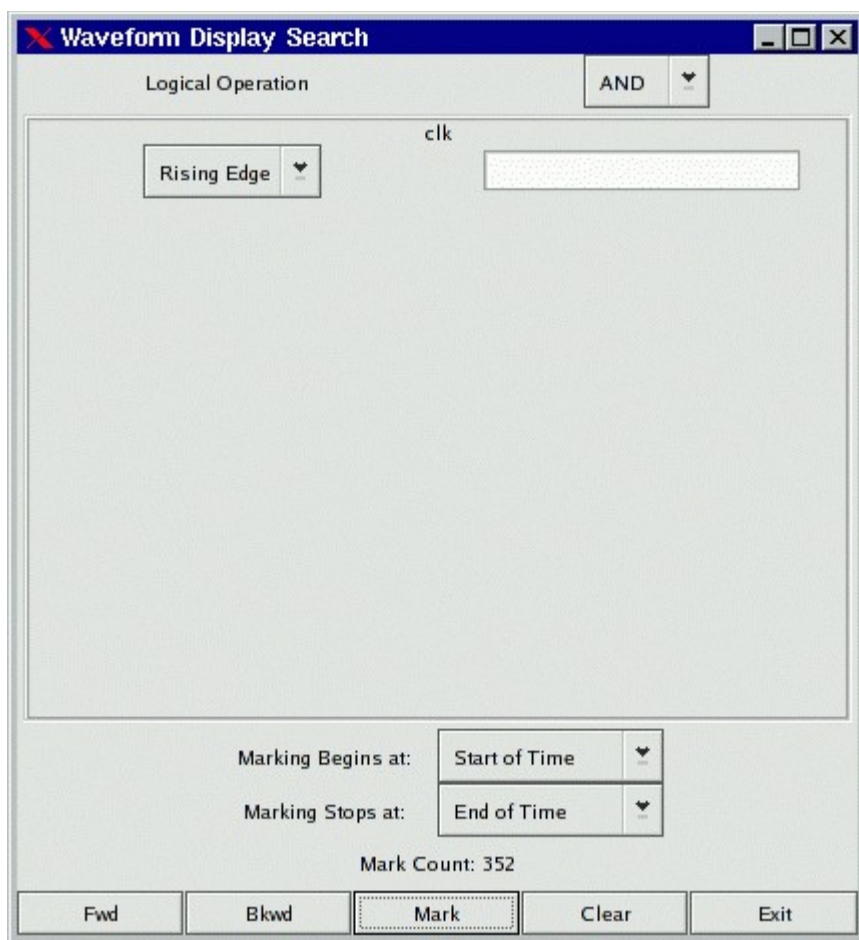 Waveform Display Search
Logical Operation AND
clk
Rising Edge
Marking Begins at: Start of Time
Marking Stops at: End of Time
Mark Count: 352
Fwd Bkwd Mark Clear Exit